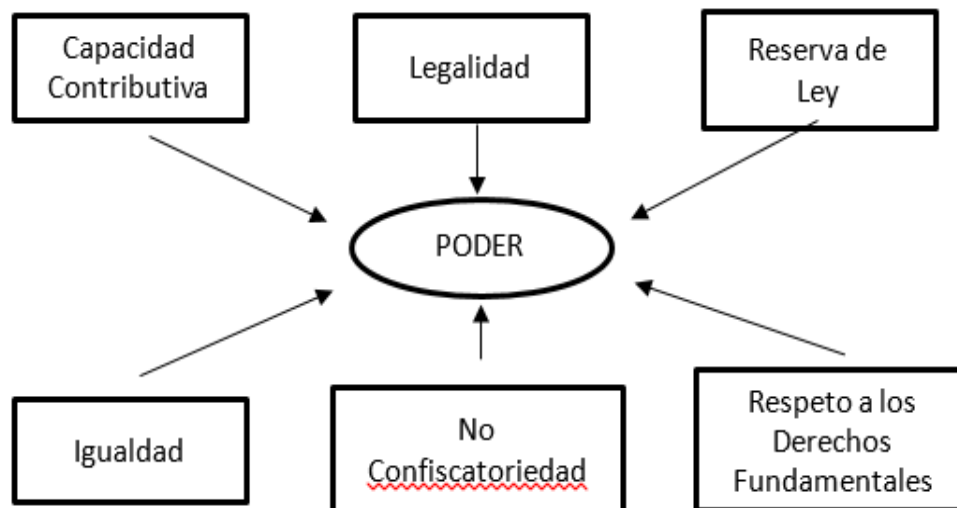 Capacidad
Contributiva
Legalidad
Reserva de
Ley
PODER
Igualdad
No
Confiscatoriedad
Respeto a los
Derechos
Fundamentales